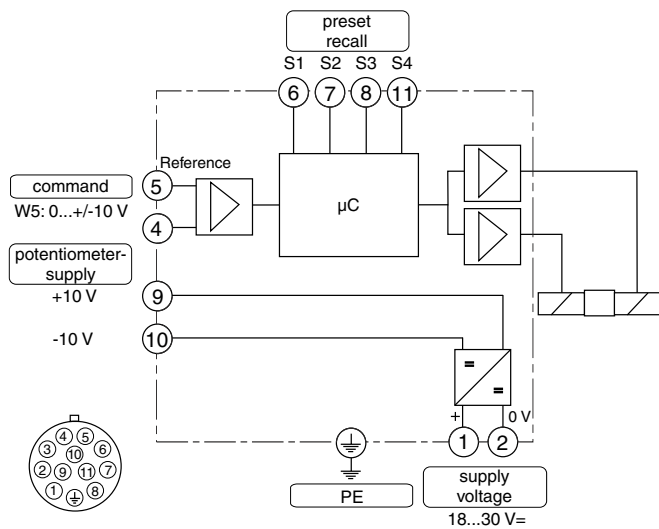 preset
recall
S1 S2 S3 S4
6 7 8 11
Reference
5
command
W5: 0...+/-10 V
4
µC
potentiometer-
supply
+10 V
9
-10 V
10
=
=
+ 0 V
1 2
PE
supply
voltage
18...30 V=
4 5
3 10 6
2 9 11 7
1 8